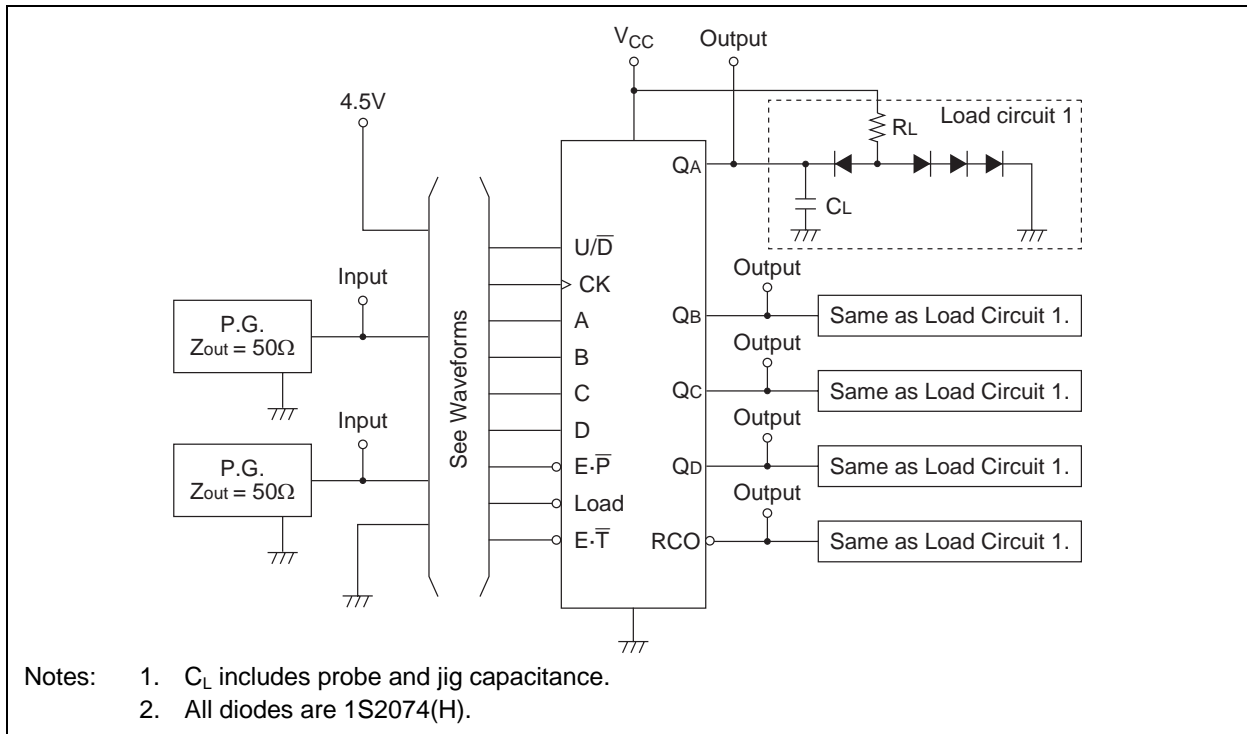 VCC
Output
4.5V
Load circuit 1
RL
QA
CL
U/D̅
Input
CK
Output
P.G.
Zout = 50Ω
A
QB
Same as Load Circuit 1.
B
Output
See Waveforms
C
QC
Same as Load Circuit 1.
Input
D
Output
P.G.
Zout = 50Ω
E·P̅
QD
Same as Load Circuit 1.
Load
Output
E·T̅
RCO
Same as Load Circuit 1.
Notes: 1. CL includes probe and jig capacitance.
2. All diodes are 1S2074(H).